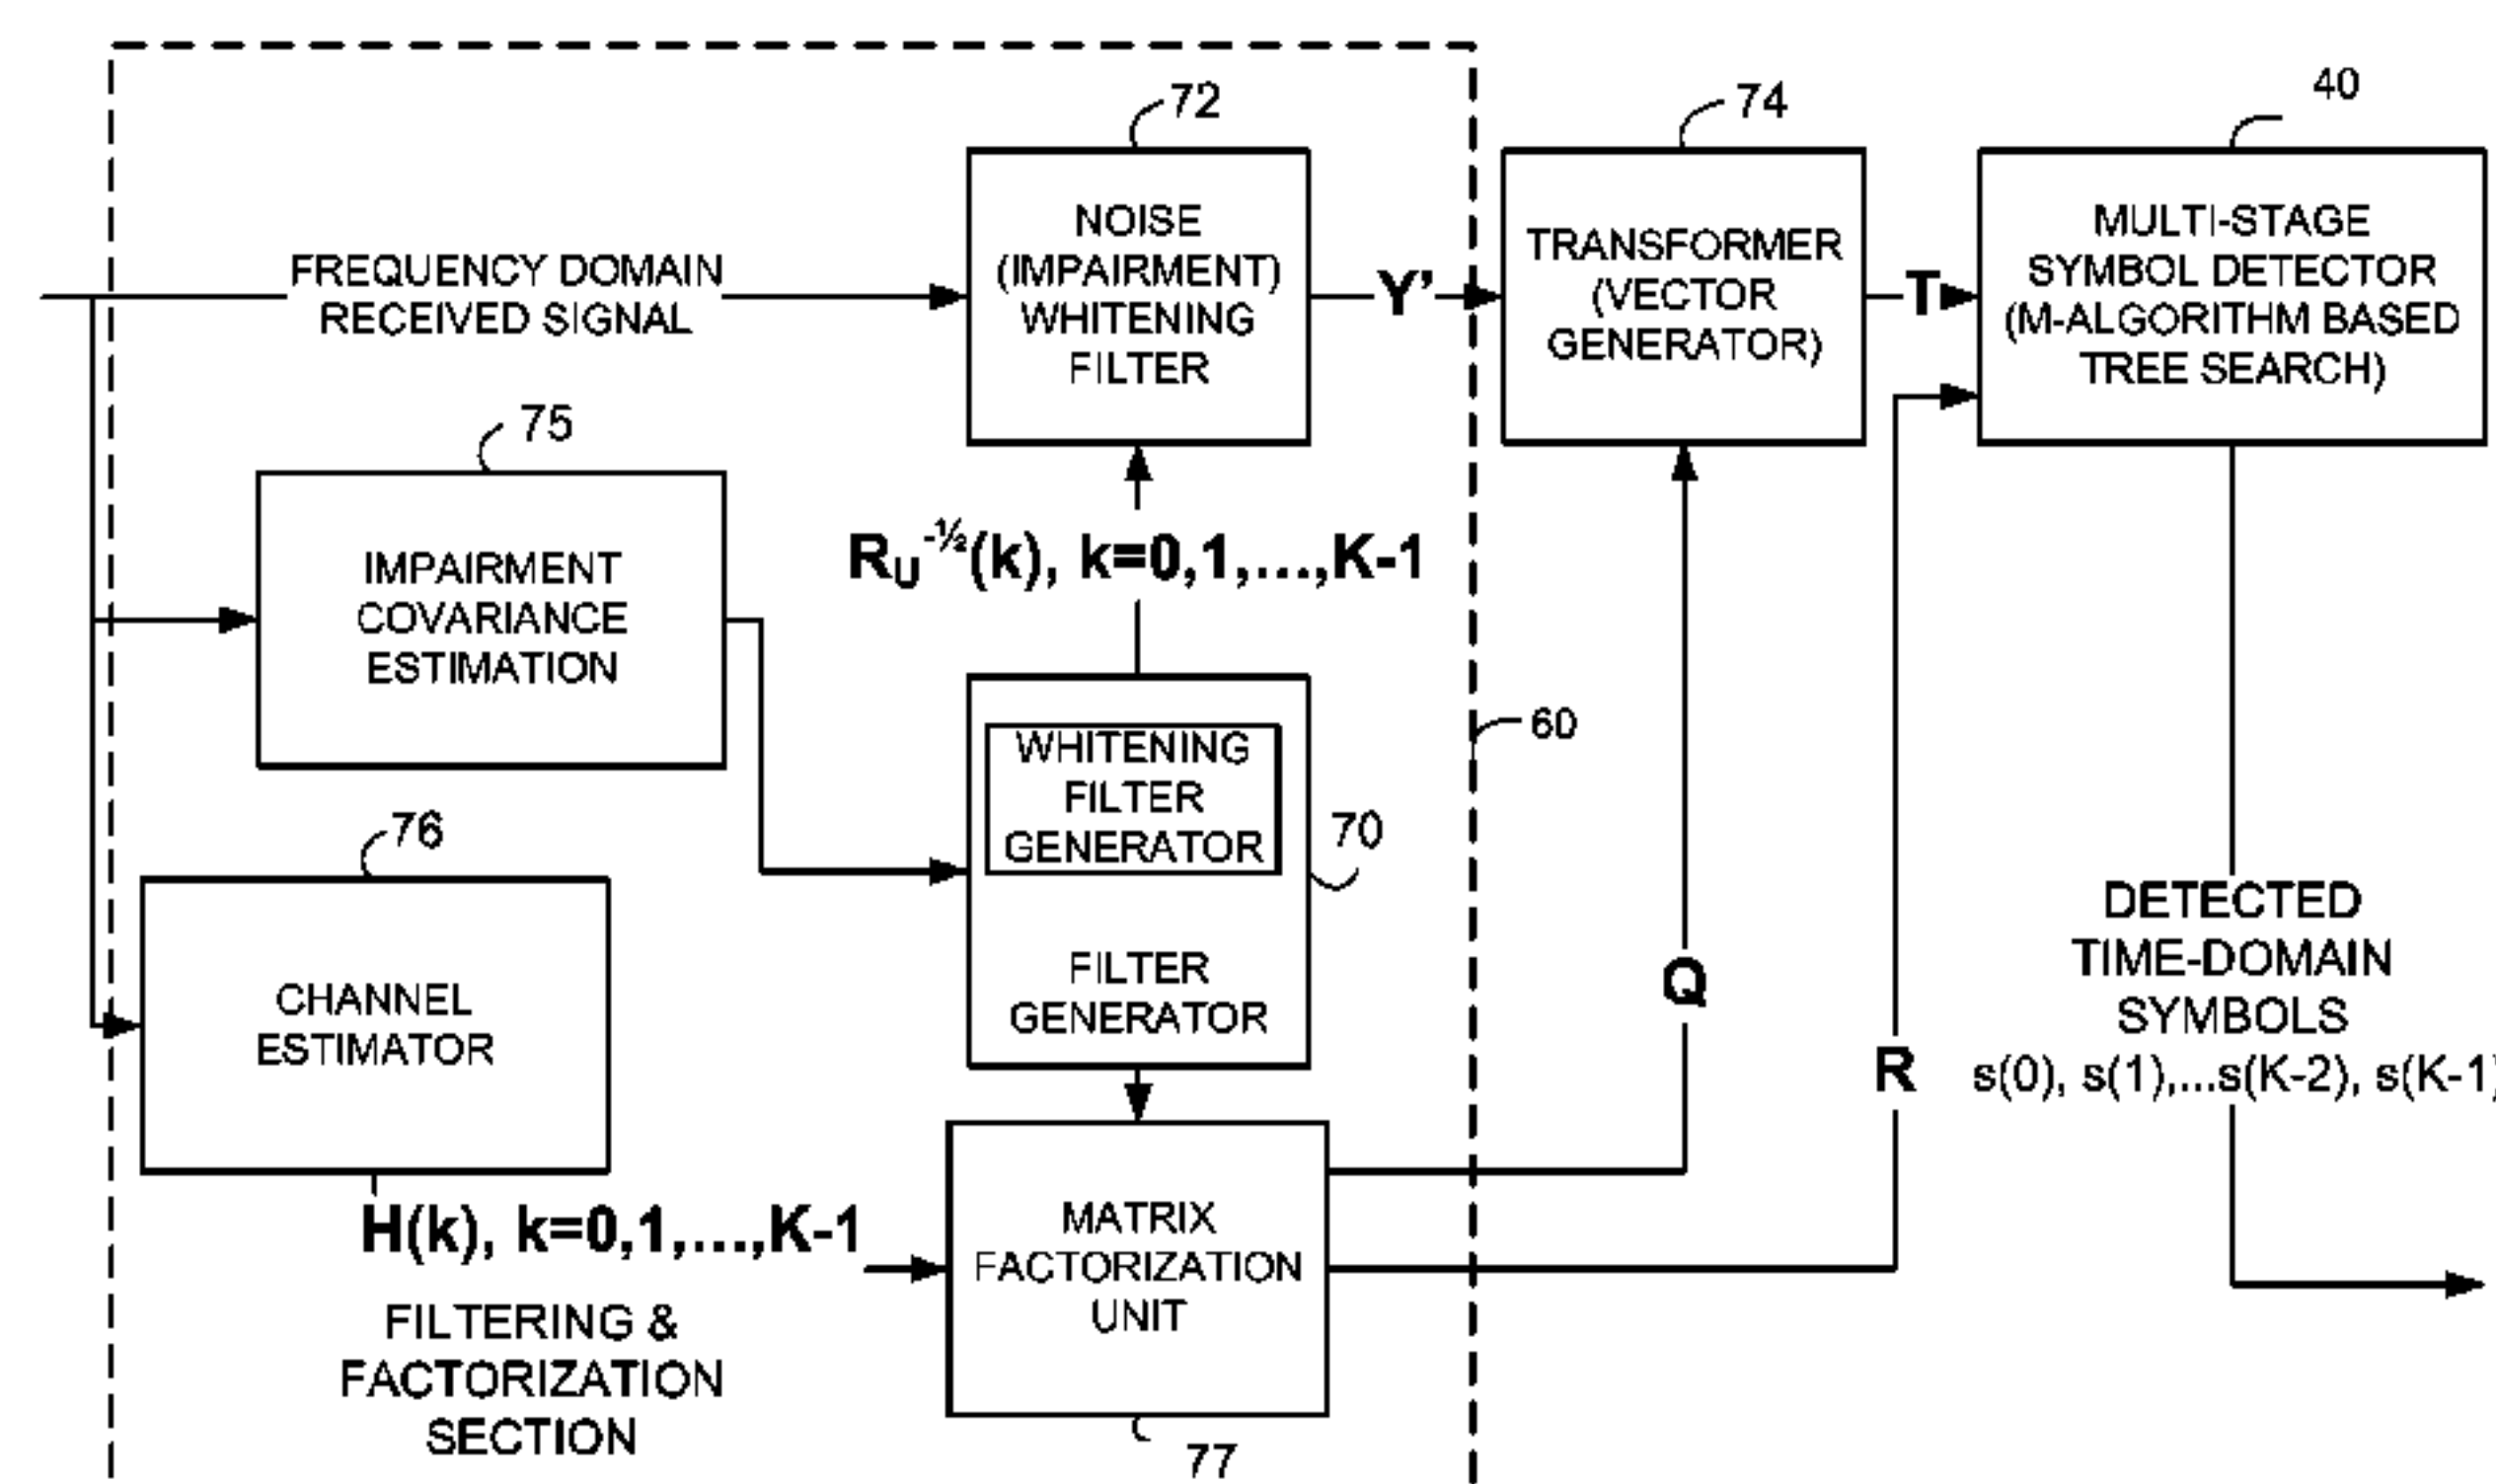 72
74
40
NOISE
(IMPAIRMENT)
WHITENING
FILTER
TRANSFORMER
(VECTOR
GENERATOR)
MULTI-STAGE
SYMBOL DETECTOR
(M-ALGORITHM BASED
TREE SEARCH)
FREQUENCY DOMAIN
RECEIVED SIGNAL
Y'
T
75
IMPAIRMENT
COVARIANCE
ESTIMATION
R_U^-½(k), k=0,1,...,K-1
60
WHITENING
FILTER
GENERATOR
70
FILTER
GENERATOR
76
CHANNEL
ESTIMATOR
Q
R
DETECTED
TIME-DOMAIN
SYMBOLS
s(0), s(1),...s(K-2), s(K-1)
H(k), k=0,1,...,K-1
MATRIX
FACTORIZATION
UNIT
FILTERING &
FACTORIZATION
SECTION
77